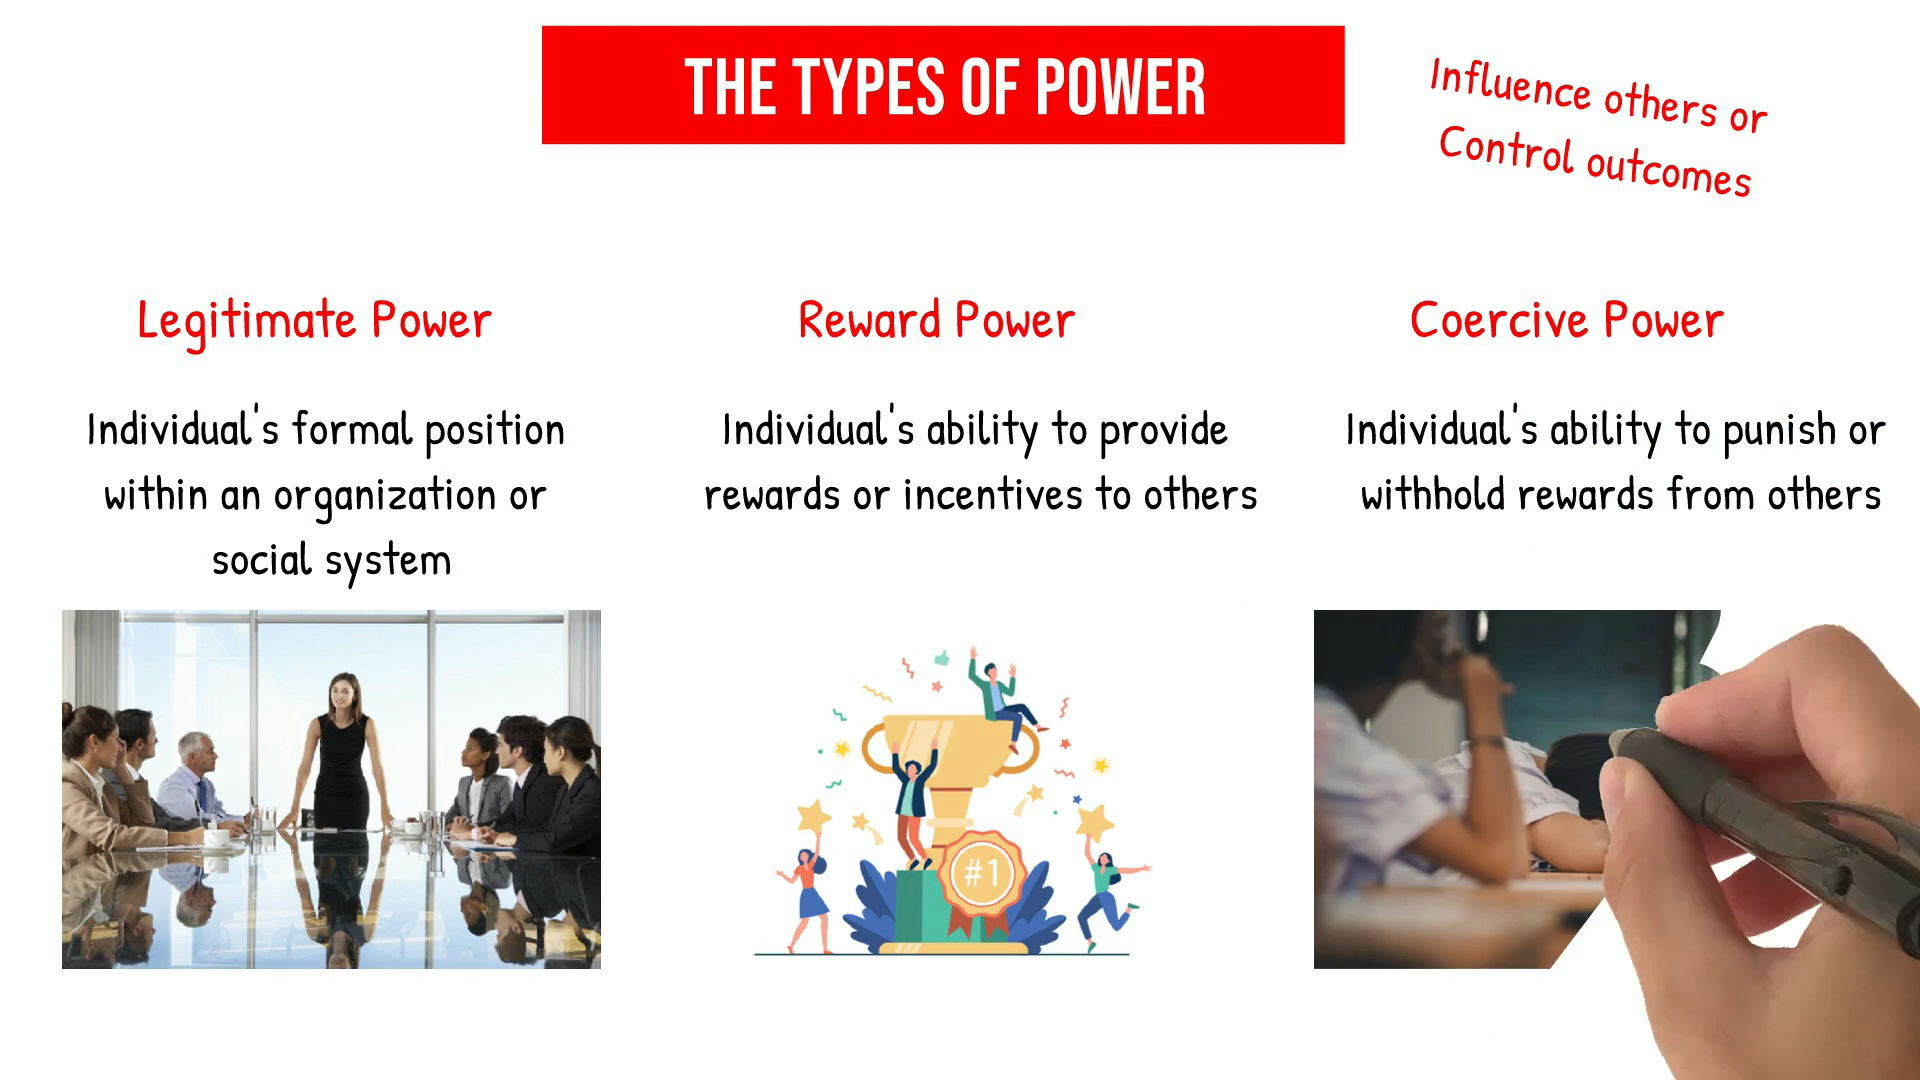 THE TYPES OF POWER
Influence others or
Control outcomes
Legitimate Power
Individual's formal position
within an organization or
social system
Reward Power
Individual's ability to provide
rewards or incentives to others
#1
Coercive Power
Individual's ability to punish or
withhold rewards from others